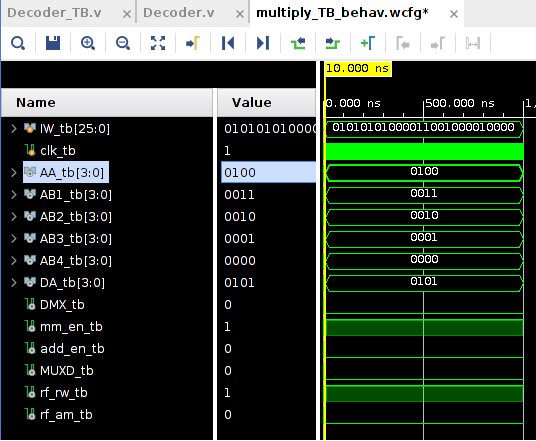 Decoder_TB.v × Decoder.v × multiply_TB_behav.wcfg* ×
10.000 ns
Name Value 0.000 ns 500.000 ns 1,
IW_tb[25:0] 010101010000 01010101000011001000010000
clk_tb 1
AA_tb[3:0] 0100 0100
AB1_tb[3:0] 0011 0011
AB2_tb[3:0] 0010 0010
AB3_tb[3:0] 0001 0001
AB4_tb[3:0] 0000 0000
DA_tb[3:0] 0101 0101
DMX_tb 0
mm_en_tb 1
add_en_tb 0
MUXD_tb 0
rf_rw_tb 1
rf_am_tb 0